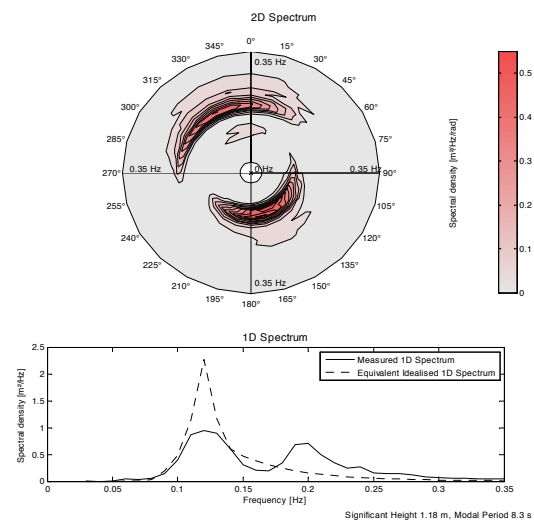 2D Spectrum
345° 0° 15°
330° 0.35 Hz 30°
315° 45°
300° 60°
285° 75°
270° 0.35 Hz 0 Hz 0.35 Hz 90°
255° 105°
240° 120°
225° 135°
210° 0.35 Hz 150°
195° 180° 165°
0.5
0.4
0.3
0.2
0.1
0
Spectral density [m²/Hz/rad]
1D Spectrum
2.5
2
1.5
1
0.5
0
Spectral density [m²/Hz]
Measured 1D Spectrum
Equivalent Idealised 1D Spectrum
0 0.05 0.1 0.15 0.2 0.25 0.3 0.35
Frequency [Hz]
Significant Height 1.18 m, Modal Period 8.3 s